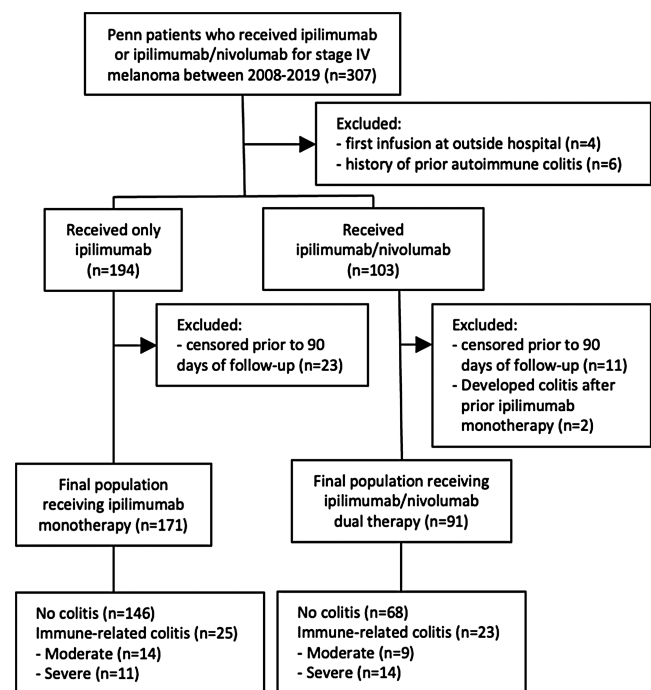 Penn patients who received ipilimumab
or ipilimumab/nivolumab for stage IV
melanoma between 2008-2019 (n=307)
Excluded:
- first infusion at outside hospital (n=4)
- history of prior autoimmune colitis (n=6)
Received only
ipilimumab
(n=194)
Received
ipilimumab/nivolumab
(n=103)
Excluded:
- censored prior to 90
days of follow-up (n=23)
Excluded:
- censored prior to 90
days of follow-up (n=11)
- Developed colitis after
prior ipilimumab
monotherapy (n=2)
Final population
receiving ipilimumab
monotherapy (n=171)
Final population receiving
ipilimumab/nivolumab
dual therapy (n=91)
No colitis (n=146)
Immune-related colitis (n=25)
- Moderate (n=14)
- Severe (n=11)
No colitis (n=68)
Immune-related colitis (n=23)
- Moderate (n=9)
- Severe (n=14)